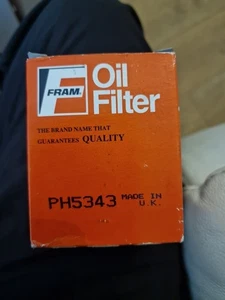 FRAM
Oil
Filter
THE BRAND NAME THAT
GUARANTEES QUALITY
PH5343 MADE IN
U.K.